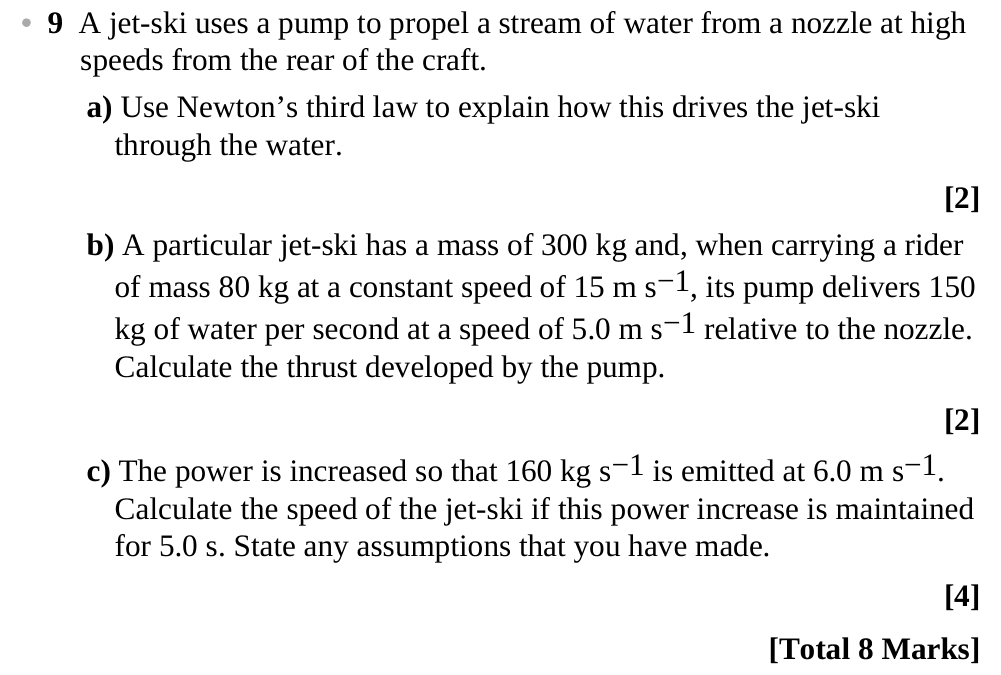 • 9 A jet-ski uses a pump to propel a stream of water from a nozzle at high
speeds from the rear of the craft.
a) Use Newton’s third law to explain how this drives the jet-ski
through the water.
[2]
b) A particular jet-ski has a mass of 300 kg and, when carrying a rider
of mass 80 kg at a constant speed of 15 m s⁻¹, its pump delivers 150
kg of water per second at a speed of 5.0 m s⁻¹ relative to the nozzle.
Calculate the thrust developed by the pump.
[2]
c) The power is increased so that 160 kg s⁻¹ is emitted at 6.0 m s⁻¹.
Calculate the speed of the jet-ski if this power increase is maintained
for 5.0 s. State any assumptions that you have made.
[4]
[Total 8 Marks]